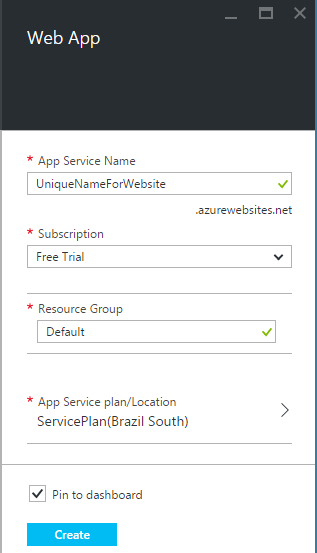 Web App
* App Service Name
UniqueNameForWebsite
.azurewebsites.net
* Subscription
Free Trial
* Resource Group
Default
* App Service plan/Location
ServicePlan(Brazil South)
Pin to dashboard
Create